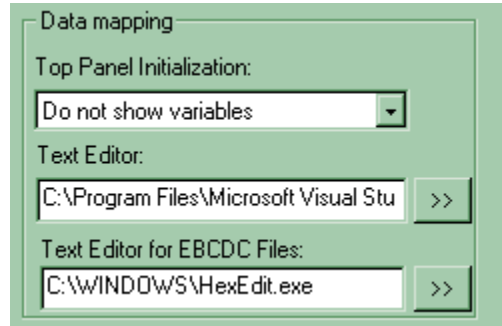 Data mapping
Top Panel Initialization:
Do not show variables
Text Editor:
C:\Program Files\Microsoft Visual Stu
>>
Text Editor for EBCDC Files:
C:\WINDOWS\HexEdit.exe
>>